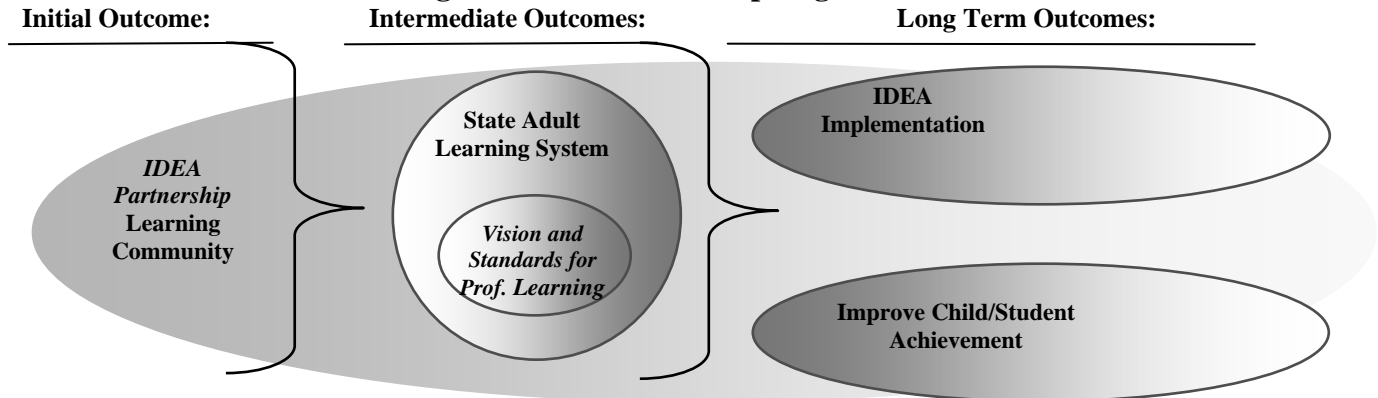 Initial Outcome:
Intermediate Outcomes:
Long Term Outcomes:
IDEA
Partnership
Learning
Community
State Adult
Learning System
Vision and
Standards for
Prof. Learning
IDEA
Implementation
Improve Child/Student
Achievement